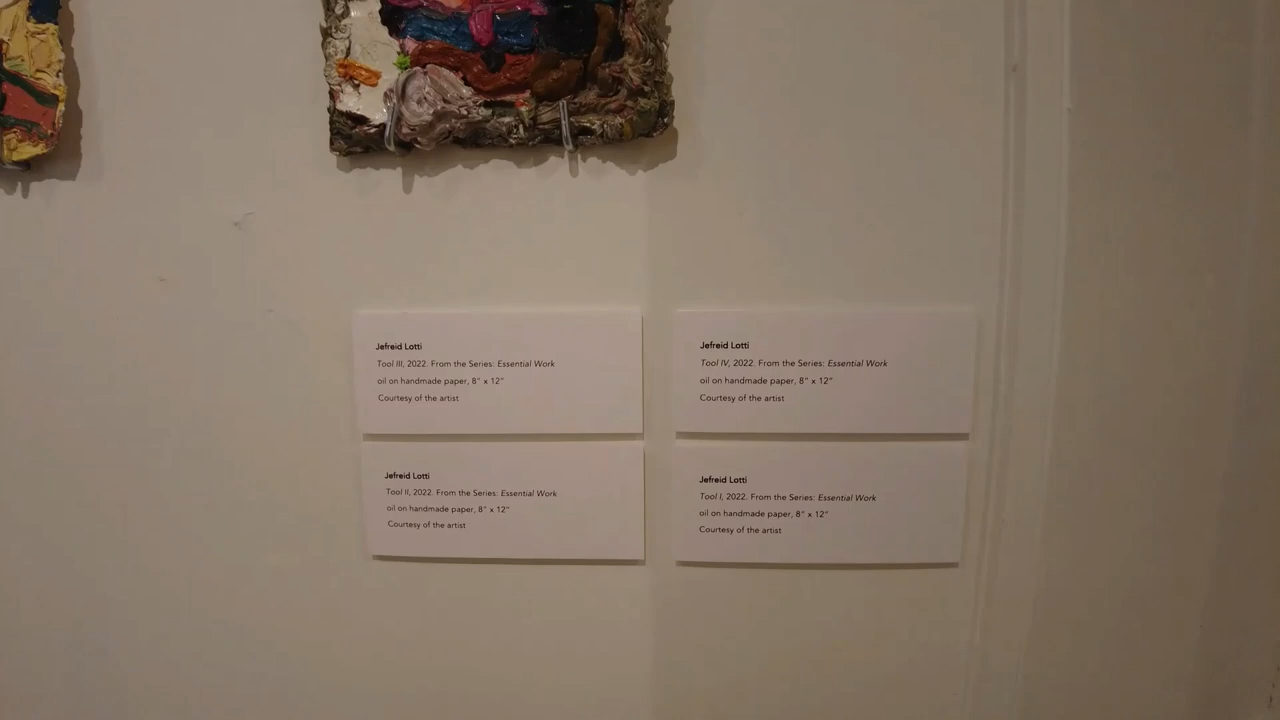 Jefreid Lotti
Tool III, 2022. From the Series: Essential Work
oil on handmade paper, 8" x 12"
Courtesy of the artist
Jefreid Lotti
Tool IV, 2022. From the Series: Essential Work
oil on handmade paper, 8" x 12"
Courtesy of the artist
Jefreid Lotti
Tool II, 2022. From the Series: Essential Work
oil on handmade paper, 8" x 12"
Courtesy of the artist
Jefreid Lotti
Tool I, 2022. From the Series: Essential Work
oil on handmade paper, 8" x 12"
Courtesy of the artist